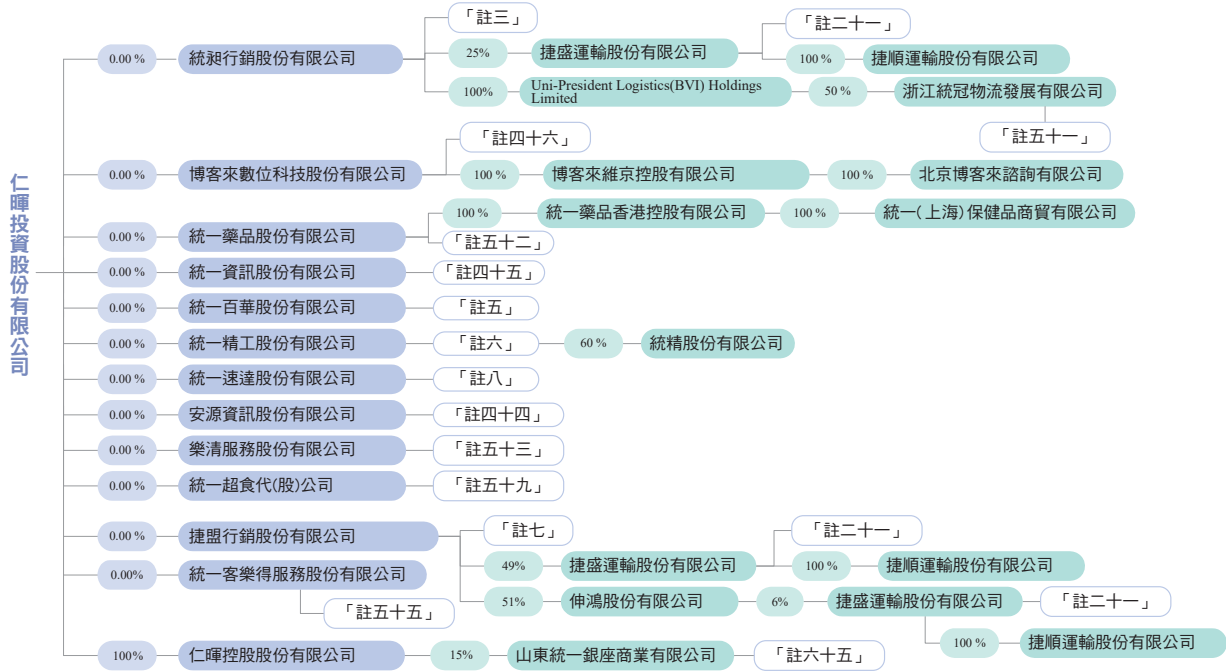 仁暉投資股份有限公司
「註三」
「註二十一」
0.00 %
統昶行銷股份有限公司
25%
捷盛運輸股份有限公司
100 %
捷順運輸股份有限公司
100%
Uni-President Logistics(BVI) Holdings
Limited
50 %
浙江統冠物流發展有限公司
「註五十一」
「註四十六」
0.00 %
博客來數位科技股份有限公司
100 %
博客來維京控股有限公司
100 %
北京博客來諮詢有限公司
100 %
統一藥品香港控股有限公司
100 %
統一(上海)保健品商貿有限公司
0.00 %
統一藥品股份有限公司
「註五十二」
0.00 %
統一資訊股份有限公司
「註四十五」
0.00 %
統一百華股份有限公司
「註五」
0.00 %
統一精工股份有限公司
「註六」
60 %
統精股份有限公司
0.00 %
統一速達股份有限公司
「註八」
0.00 %
安源資訊股份有限公司
「註四十四」
0.00 %
樂清服務股份有限公司
「註五十三」
0.00 %
統一超食代(股)公司
「註五十九」
「註七」
「註二十一」
0.00 %
捷盟行銷股份有限公司
49%
捷盛運輸股份有限公司
100 %
捷順運輸股份有限公司
0.00%
統一客樂得服務股份有限公司
51%
伸鴻股份有限公司
6%
捷盛運輸股份有限公司
「註二十一」
「註五十五」
100 %
捷順運輸股份有限公司
100%
仁暉控股股份有限公司
15%
山東統一銀座商業有限公司
「註六十五」